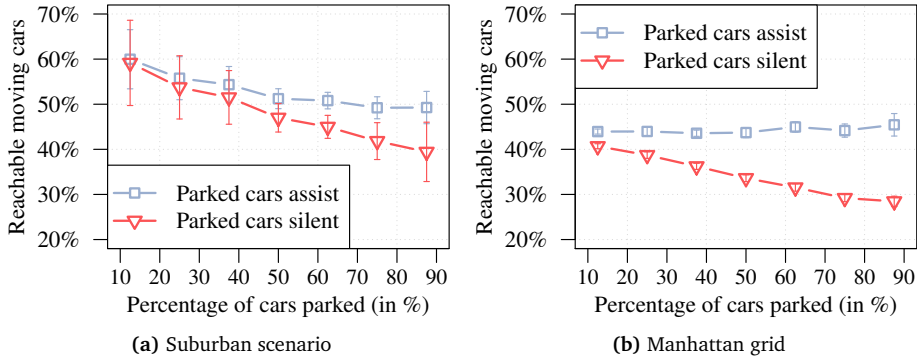 Reachable moving cars
70%
60%
50%
40%
30%
20%
Parked cars assist
Parked cars silent
10 20 30 40 50 60 70 80 90
Percentage of cars parked (in %)
(a) Suburban scenario
Reachable moving cars
70%
60%
50%
40%
30%
20%
Parked cars assist
Parked cars silent
10 20 30 40 50 60 70 80 90
Percentage of cars parked (in %)
(b) Manhattan grid